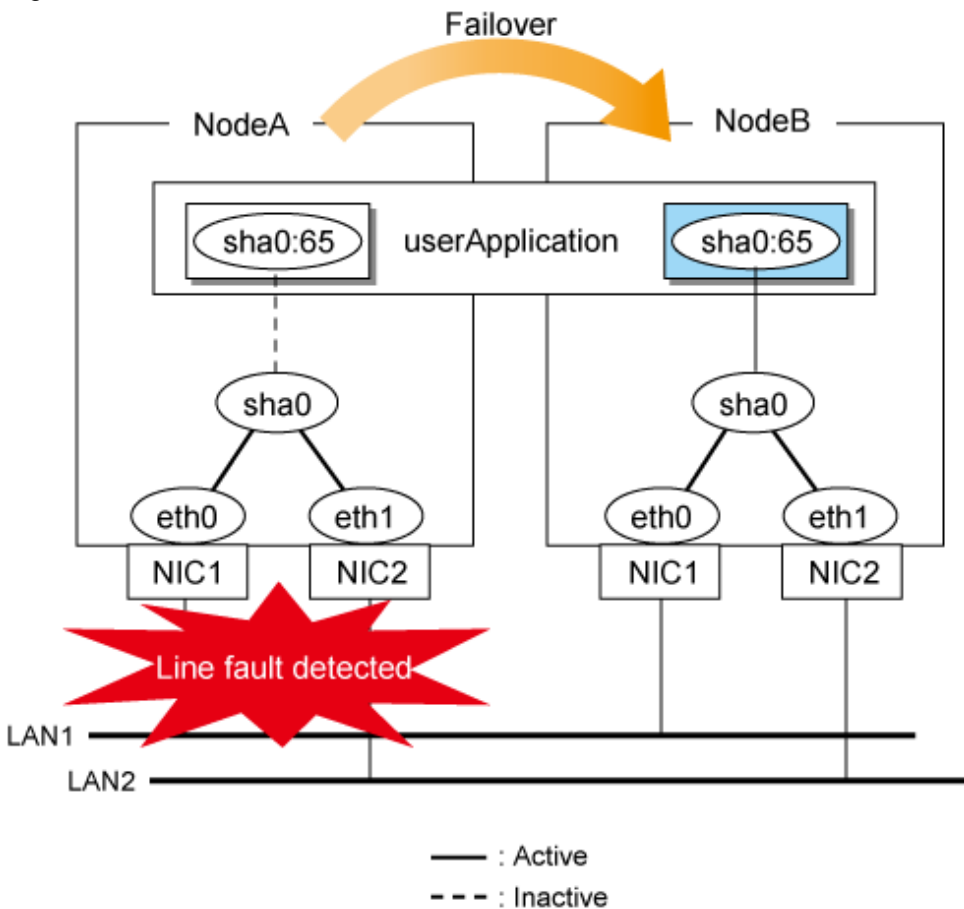 Failover
NodeA
NodeB
sha0:65
userApplication
sha0:65
sha0
sha0
eth0
eth1
eth0
eth1
NIC1
NIC2
NIC1
NIC2
Line fault detected
LAN1
LAN2
: Active
: Inactive